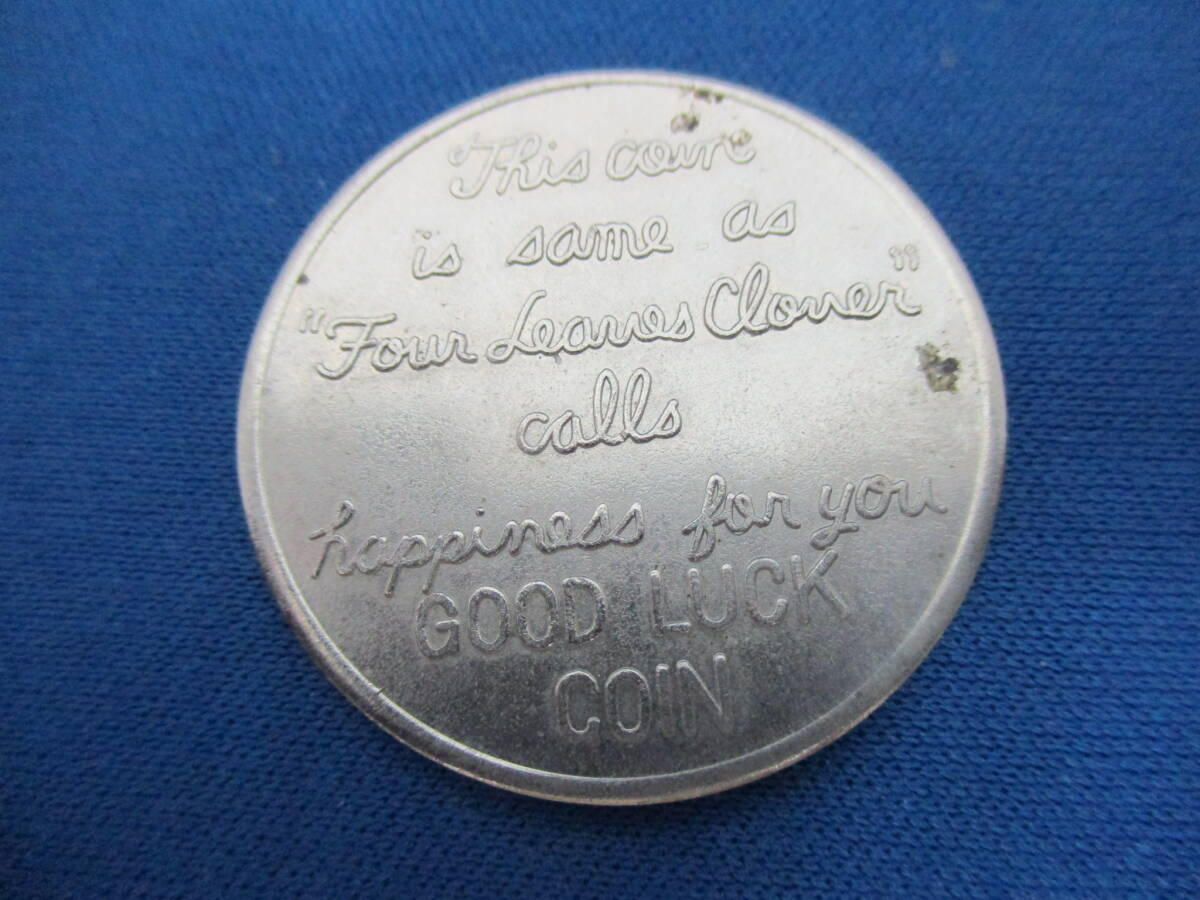 This coin
is same as
"Four Leaves Clover"
calls
happiness for you
GOOD LUCK
COIN